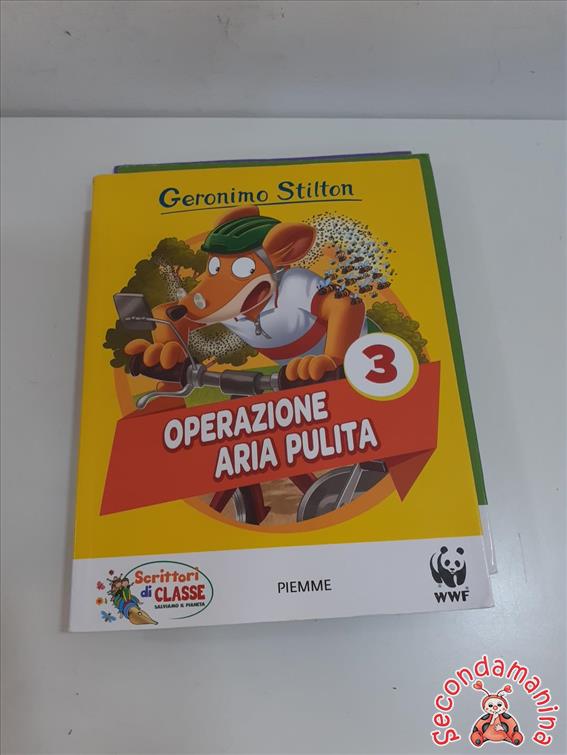 Geronimo Stilton
3
OPERAZIONE
ARIA PULITA
Scrittori
di CLASSE
SALVIAMO IL PIANETA
PIEMME
WWF
secondamanina